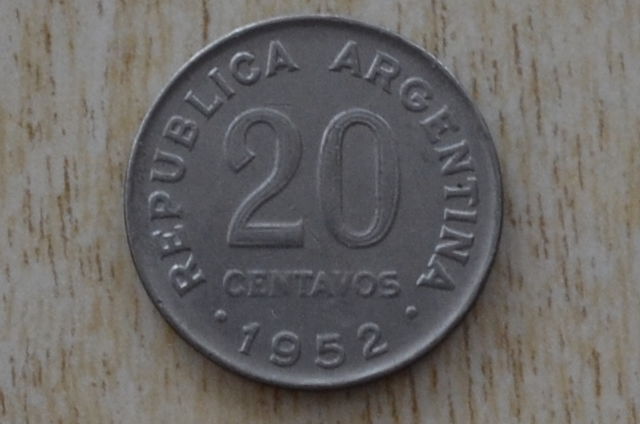 REPUBLICA ARGENTINA
20
CENTAVOS
• 1952 •